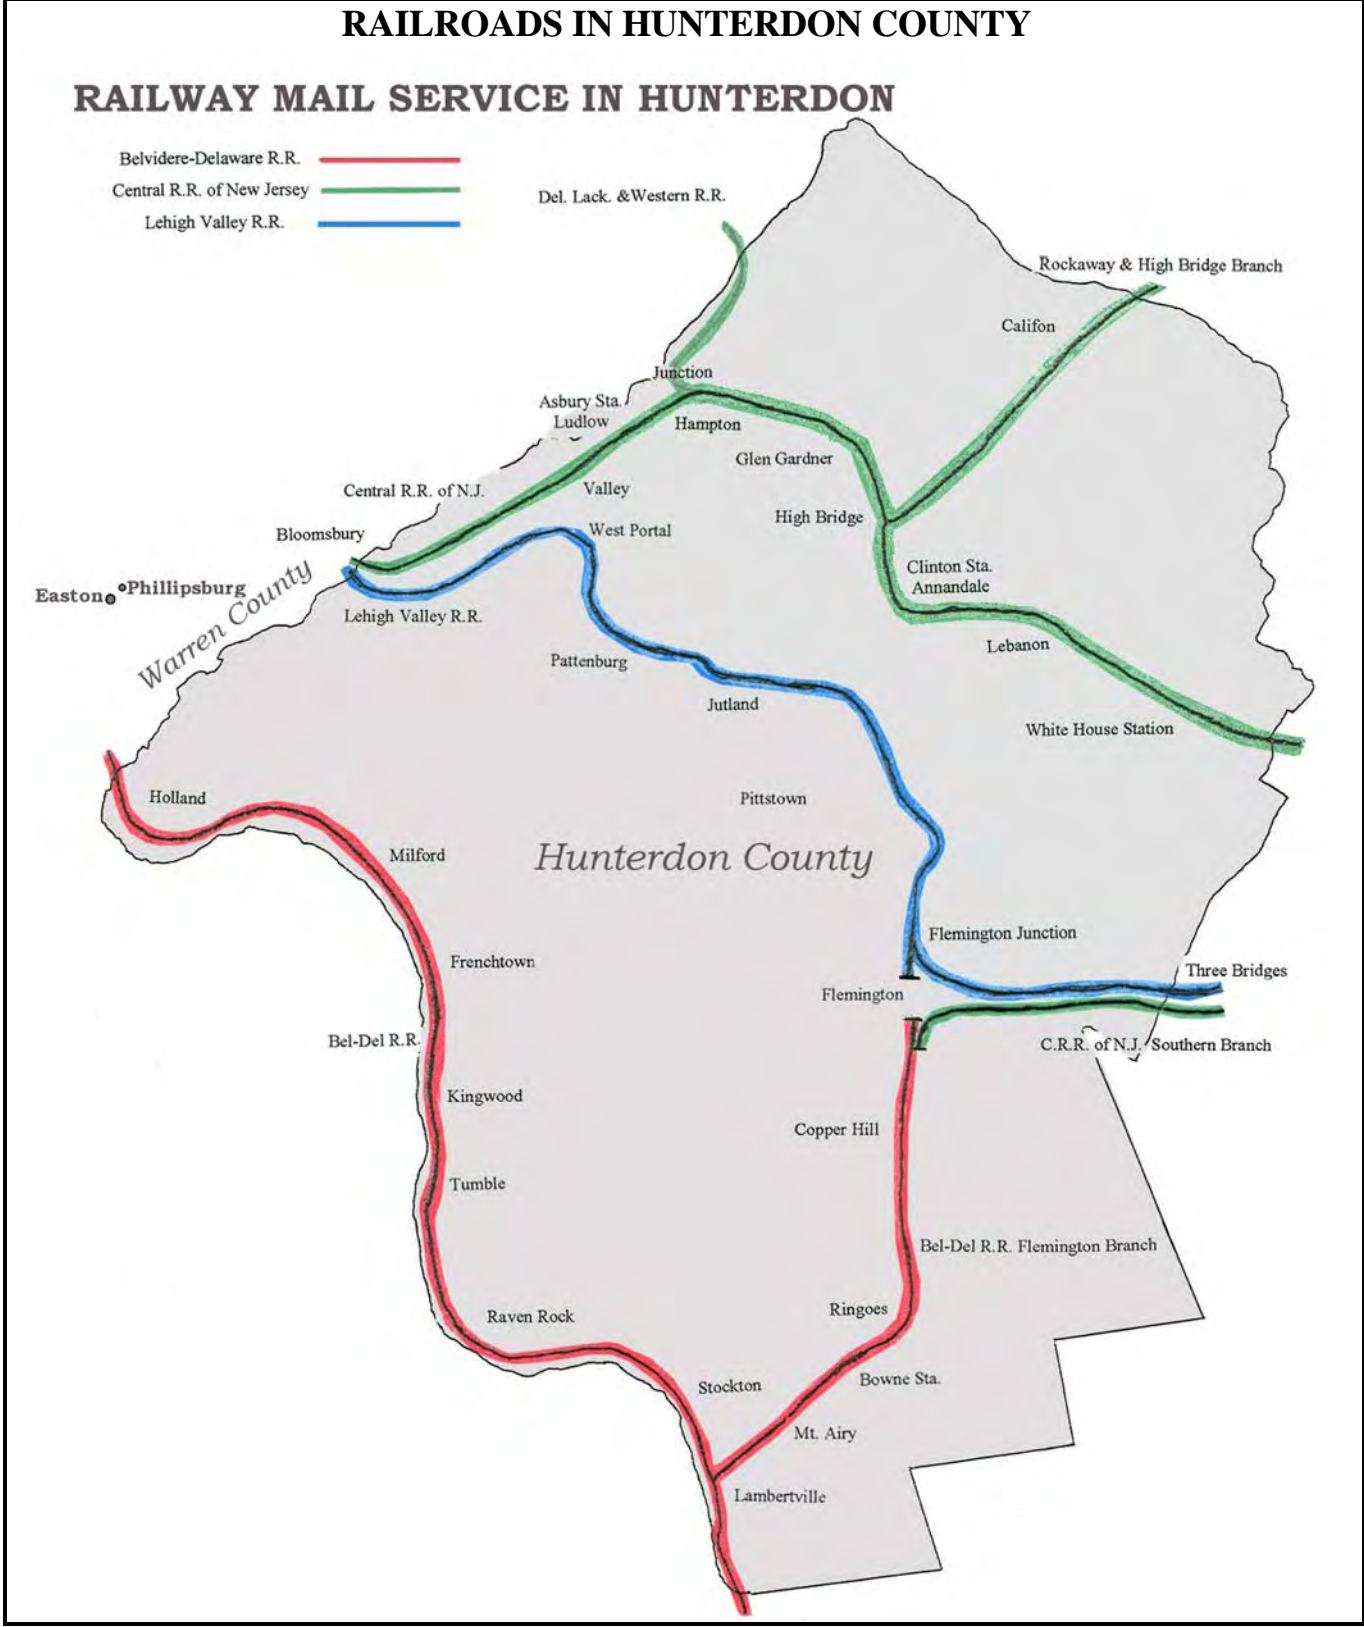 RAILROADS IN HUNTERDON COUNTY
RAILWAY MAIL SERVICE IN HUNTERDON
Belvidere-Delaware R.R.
Central R.R. of New Jersey
Lehigh Valley R.R.
Del. Lack. &Western R.R.
Rockaway & High Bridge Branch
Califon
Junction
Asbury Sta.
Ludlow
Hampton
Glen Gardner
Central R.R. of N.J.
Valley
High Bridge
West Portal
Bloomsbury
Clinton Sta.
Annandale
Phillipsburg
Easton
Warren County
Lehigh Valley R.R.
Lebanon
Pattenburg
Jutland
White House Station
Holland
Pittstown
Milford
Hunterdon County
Flemington Junction
Frenchtown
Three Bridges
Flemington
Bel-Del R.R.
C.R.R. of N.J. Southern Branch
Kingwood
Copper Hill
Tumble
Bel-Del R.R. Flemington Branch
Ringoes
Raven Rock
Bowne Sta.
Stockton
Mt. Airy
Lambertville